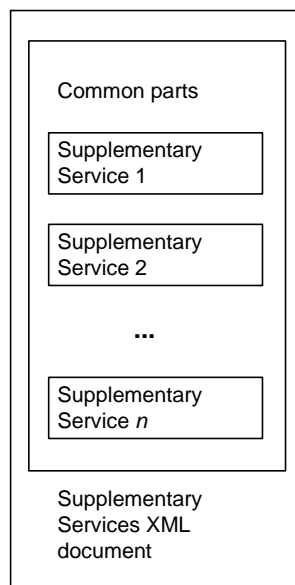 Common parts
Supplementary
Service 1
Supplementary
Service 2
...
Supplementary
Service n
Supplementary
Services XML
document